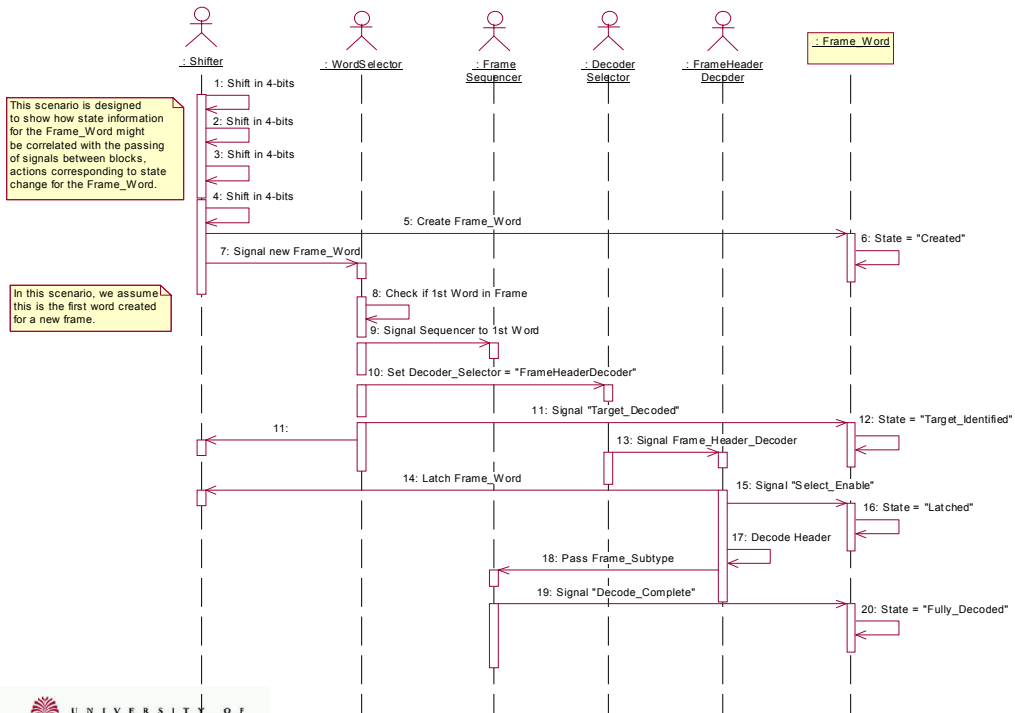 : Shifter
: WordSelector
: Frame
Sequencer
: Decoder
Selector
: FrameHeader
Decoder
: Frame_Word
1: Shift in 4-bits
This scenario is designed
to show how state information
for the Frame_Word might
be correlated with the passing
of signals between blocks,
actions corresponding to state
change for the Frame_Word.
2: Shift in 4-bits
3: Shift in 4-bits
4: Shift in 4-bits
5: Create Frame_Word
6: State = "Created"
7: Signal new Frame_Word
In this scenario, we assume
this is the first word created
for a new frame.
8: Check if 1st Word in Frame
9: Signal Sequencer to 1st Word
10: Set Decoder_Selector = "FrameHeaderDecoder"
11: Signal "Target_Decoded"
12: State = "Target_Identified"
11:
13: Signal Frame_Header_Decoder
14: Latch Frame_Word
15: Signal "Select_Enable"
16: State = "Latched"
17: Decode Header
18: Pass Frame_Subtype
19: Signal "Decode_Complete"
20: State = "Fully_Decoded"
UNIVERSITY OF